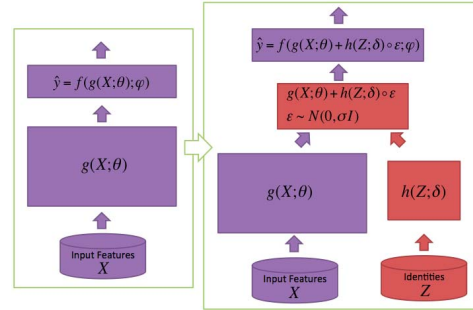 ŷ = f(g(X;θ);φ)
g(X;θ)
Input Features
X
ŷ = f(g(X;θ)+h(Z;δ)∘ε;φ)
g(X;θ)+h(Z;δ)∘ε
ε ~ N(0,σI)
g(X;θ)
h(Z;δ)
Input Features
X
Identities
Z